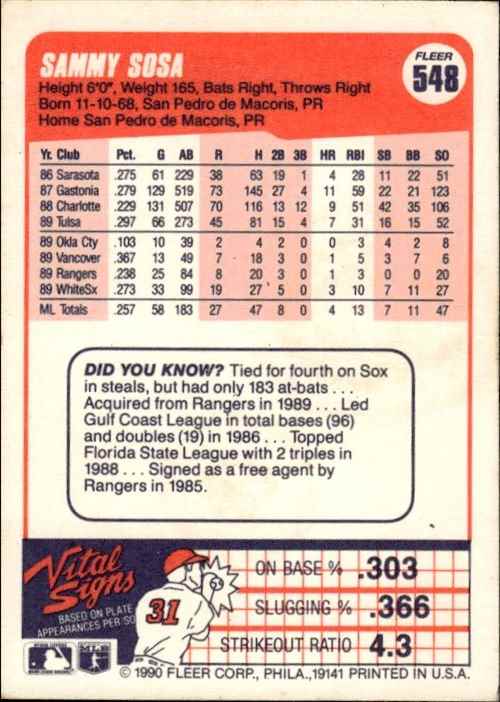 SAMMY SOSA
FLEER
548
Height 6'0", Weight 165, Bats Right, Throws Right
Born 11-10-68, San Pedro de Macoris, PR
Home San Pedro de Macoris, PR
Yr. Club Pct. G AB R H 2B 3B HR RBI SB BB SO
86 Sarasota .275 61 229 38 63 19 1 4 28 11 22 51
87 Gastonia .279 129 519 73 145 27 4 11 59 22 21 123
88 Charlotte .229 131 507 70 116 13 12 9 51 42 35 106
89 Tulsa .297 66 273 45 81 15 4 7 31 16 15 52
89 Okla Cty .103 10 39 2 4 2 0 0 3 4 2 8
89 Vancover .367 13 49 7 18 3 0 1 5 3 7 6
89 Rangers .238 25 84 8 20 3 0 1 3 0 0 20
89 WhiteSx .273 33 99 19 27 5 0 3 10 7 11 27
ML Totals .257 58 183 27 47 8 0 4 13 7 11 47
DID YOU KNOW? Tied for fourth on Sox
in steals, but had only 183 at-bats . . .
Acquired from Rangers in 1989 . . . Led
Gulf Coast League in total bases (96)
and doubles (19) in 1986 . . . Topped
Florida State League with 2 triples in
1988 . . . Signed as a free agent by
Rangers in 1985.
Vital
Signs
BASED ON PLATE
APPEARANCES PER SO
31
ON BASE % .303
SLUGGING % .366
STRIKEOUT RATIO 4.3
© 1990 FLEER CORP., PHILA., 19141 PRINTED IN U.S.A.